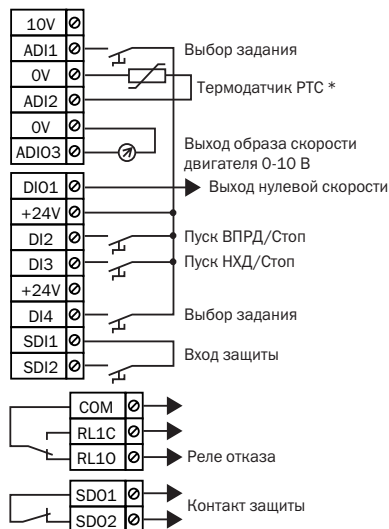 10V
ADI1 Выбор задания
0V
Термодатчик PTC *
ADI2
0V
Выход образа скорости
двигателя 0-10 В
ADIO3
DIO1 Выход нулевой скорости
+24V
DI2 Пуск ВПРД/Стоп
DI3 Пуск НХД/Стоп
+24V
DI4 Выбор задания
SDI1
Вход защиты
SDI2
COM
RL1C
RL1O Реле отказа
SDO1
Контакт защиты
SDO2